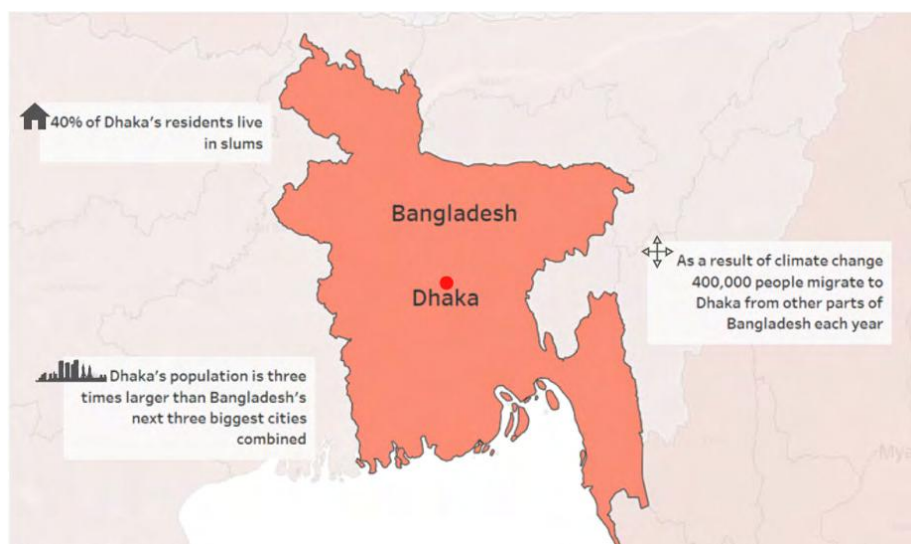 40% of Dhaka's residents live
in slums
Bangladesh
Dhaka
As a result of climate change
400,000 people migrate to
Dhaka from other parts of
Bangladesh each year
Dhaka's population is three
times larger than Bangladesh's
next three biggest cities
combined